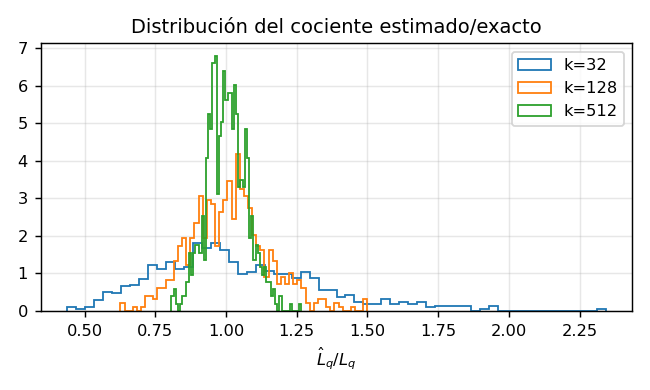 Distribución del cociente estimado/exacto
7
6
5
4
3
2
1
0
k=32
k=128
k=512
0.50 0.75 1.00 1.25 1.50 1.75 2.00 2.25
L̂q/Lq